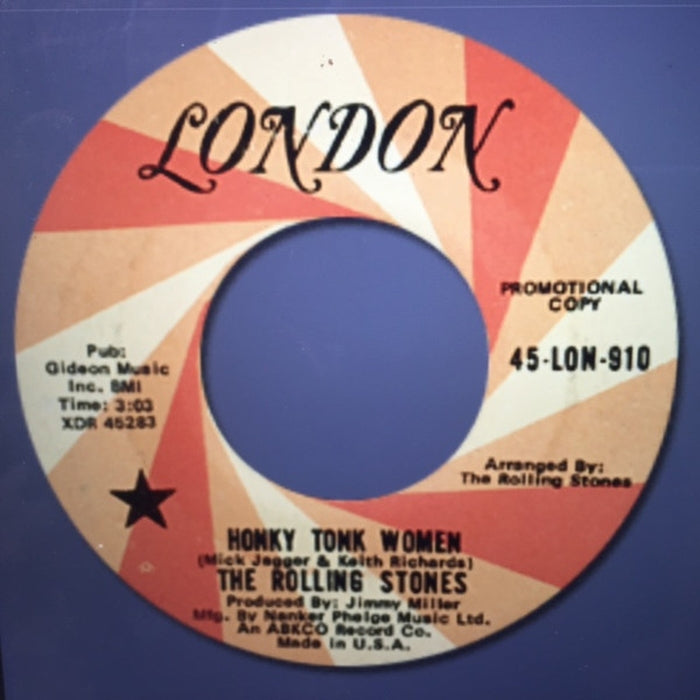 LONDON
PROMOTIONAL
COPY
45-LON-910
Pub:
Gideon Music
Inc. BMI
Time: 3:03
XDR 45283
Arranged By:
The Rolling Stones
HONKY TONK WOMEN
(Mick Jagger & Keith Richards)
THE ROLLING STONES
Produced By: Jimmy Miller
Mfg. By Nanker Phelge Music Ltd.
An ABKCO Record Co.
Made in U.S.A.